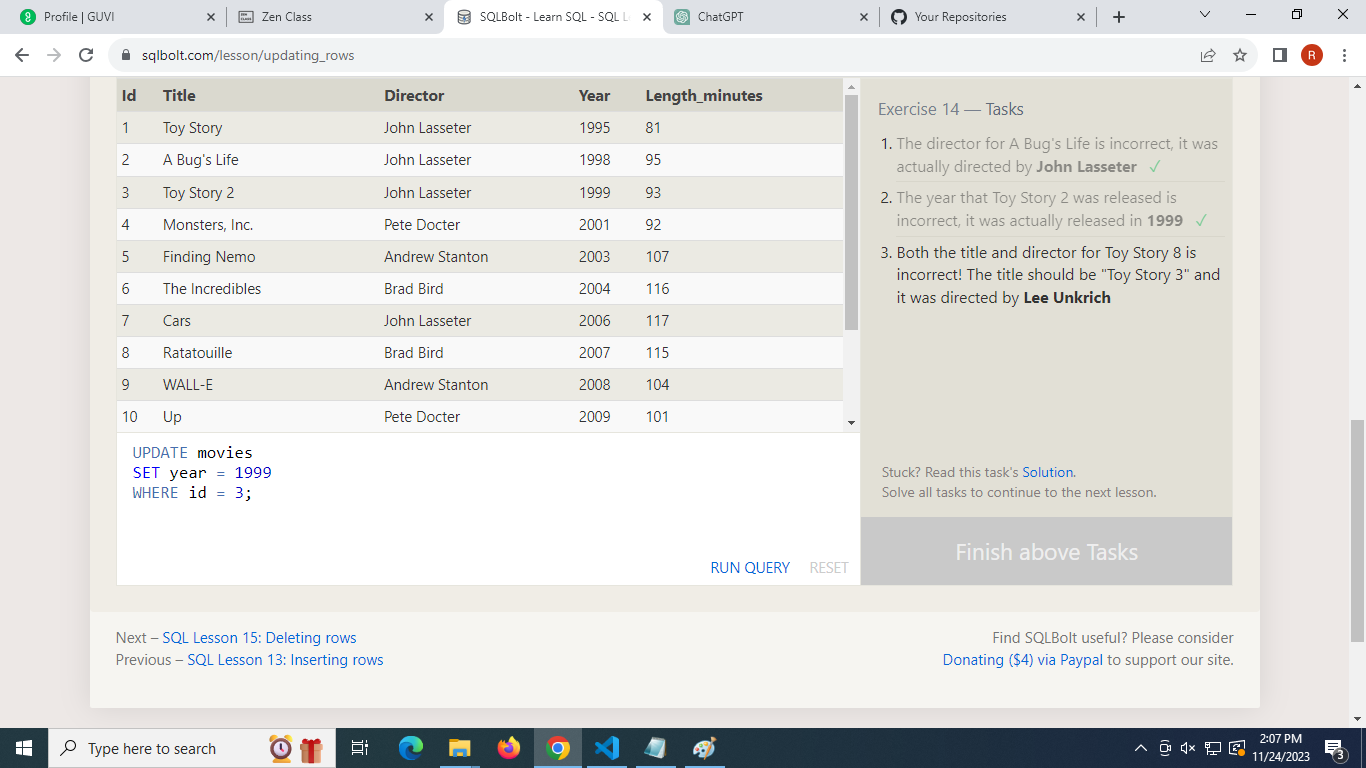 Profile | GUVI
Zen Class
SQLBolt - Learn SQL - SQL L
ChatGPT
Your Repositories
sqlbolt.com/lesson/updating_rows
R
Id Title Director Year Length_minutes
1 Toy Story John Lasseter 1995 81
2 A Bug's Life John Lasseter 1998 95
3 Toy Story 2 John Lasseter 1999 93
4 Monsters, Inc. Pete Docter 2001 92
5 Finding Nemo Andrew Stanton 2003 107
6 The Incredibles Brad Bird 2004 116
7 Cars John Lasseter 2006 117
8 Ratatouille Brad Bird 2007 115
9 WALL-E Andrew Stanton 2008 104
10 Up Pete Docter 2009 101
UPDATE movies
SET year = 1999
WHERE id = 3;
RUN QUERY RESET
Exercise 14 — Tasks
1. The director for A Bug's Life is incorrect, it was
actually directed by John Lasseter ✓
2. The year that Toy Story 2 was released is
incorrect, it was actually released in 1999 ✓
3. Both the title and director for Toy Story 8 is
incorrect! The title should be "Toy Story 3" and
it was directed by Lee Unkrich
Stuck? Read this task's Solution.
Solve all tasks to continue to the next lesson.
Finish above Tasks
Next – SQL Lesson 15: Deleting rows
Previous – SQL Lesson 13: Inserting rows
Find SQLBolt useful? Please consider
Donating ($4) via Paypal to support our site.
Type here to search
2:07 PM
11/24/2023
3